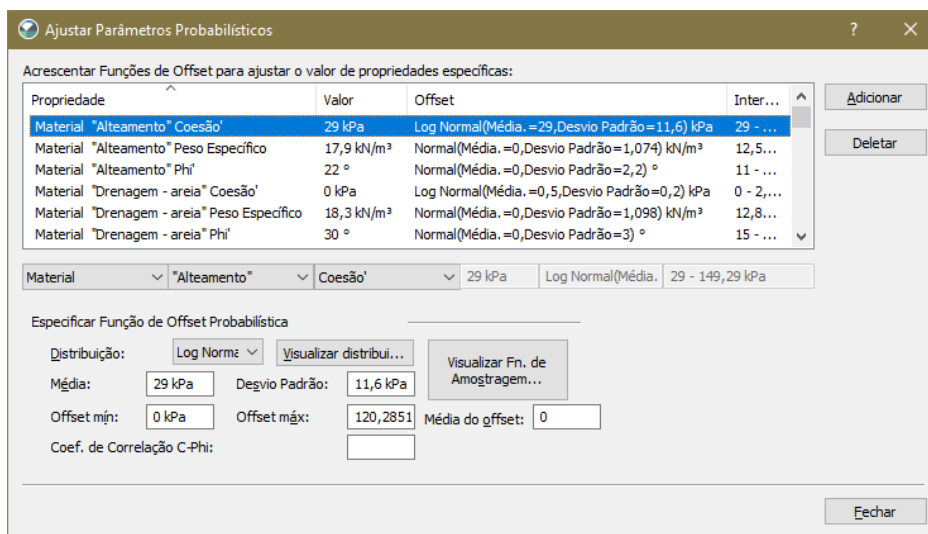 Ajustar Parâmetros Probabilísticos ?
Acrescentar Funções de Offset para ajustar o valor de propriedades específicas:
Propriedade Valor Offset Inter... Adicionar
Material "Alteamento" Coesão' 29 kPa Log Normal(Média.=29,Desvio Padrão=11,6) kPa 29 - ...
Material "Alteamento" Peso Específico 17,9 kN/m³ Normal(Média.=0,Desvio Padrão=1,074) kN/m³ 12,5... Deletar
Material "Alteamento" Phi' 22 ° Normal(Média.=0,Desvio Padrão=2,2) ° 11 - ...
Material "Drenagem - areia" Coesão' 0 kPa Log Normal(Média.=0,5,Desvio Padrão=0,2) kPa 0 - 2,...
Material "Drenagem - areia" Peso Específico 18,3 kN/m³ Normal(Média.=0,Desvio Padrão=1,098) kN/m³ 12,8...
Material "Drenagem - areia" Phi' 30 ° Normal(Média.=0,Desvio Padrão=3) ° 15 - ...
Material "Alteamento" Coesão' 29 kPa Log Normal(Média. 29 - 149,29 kPa
Especificar Função de Offset Probabilística
Distribuição: Log Norma Visualizar distribui... Visualizar Fn. de
Amostragem...
Média: 29 kPa Desvio Padrão: 11,6 kPa
Offset mín: 0 kPa Offset máx: 120,2851 Média do offset: 0
Coef. de Correlação C-Phi:
Fechar